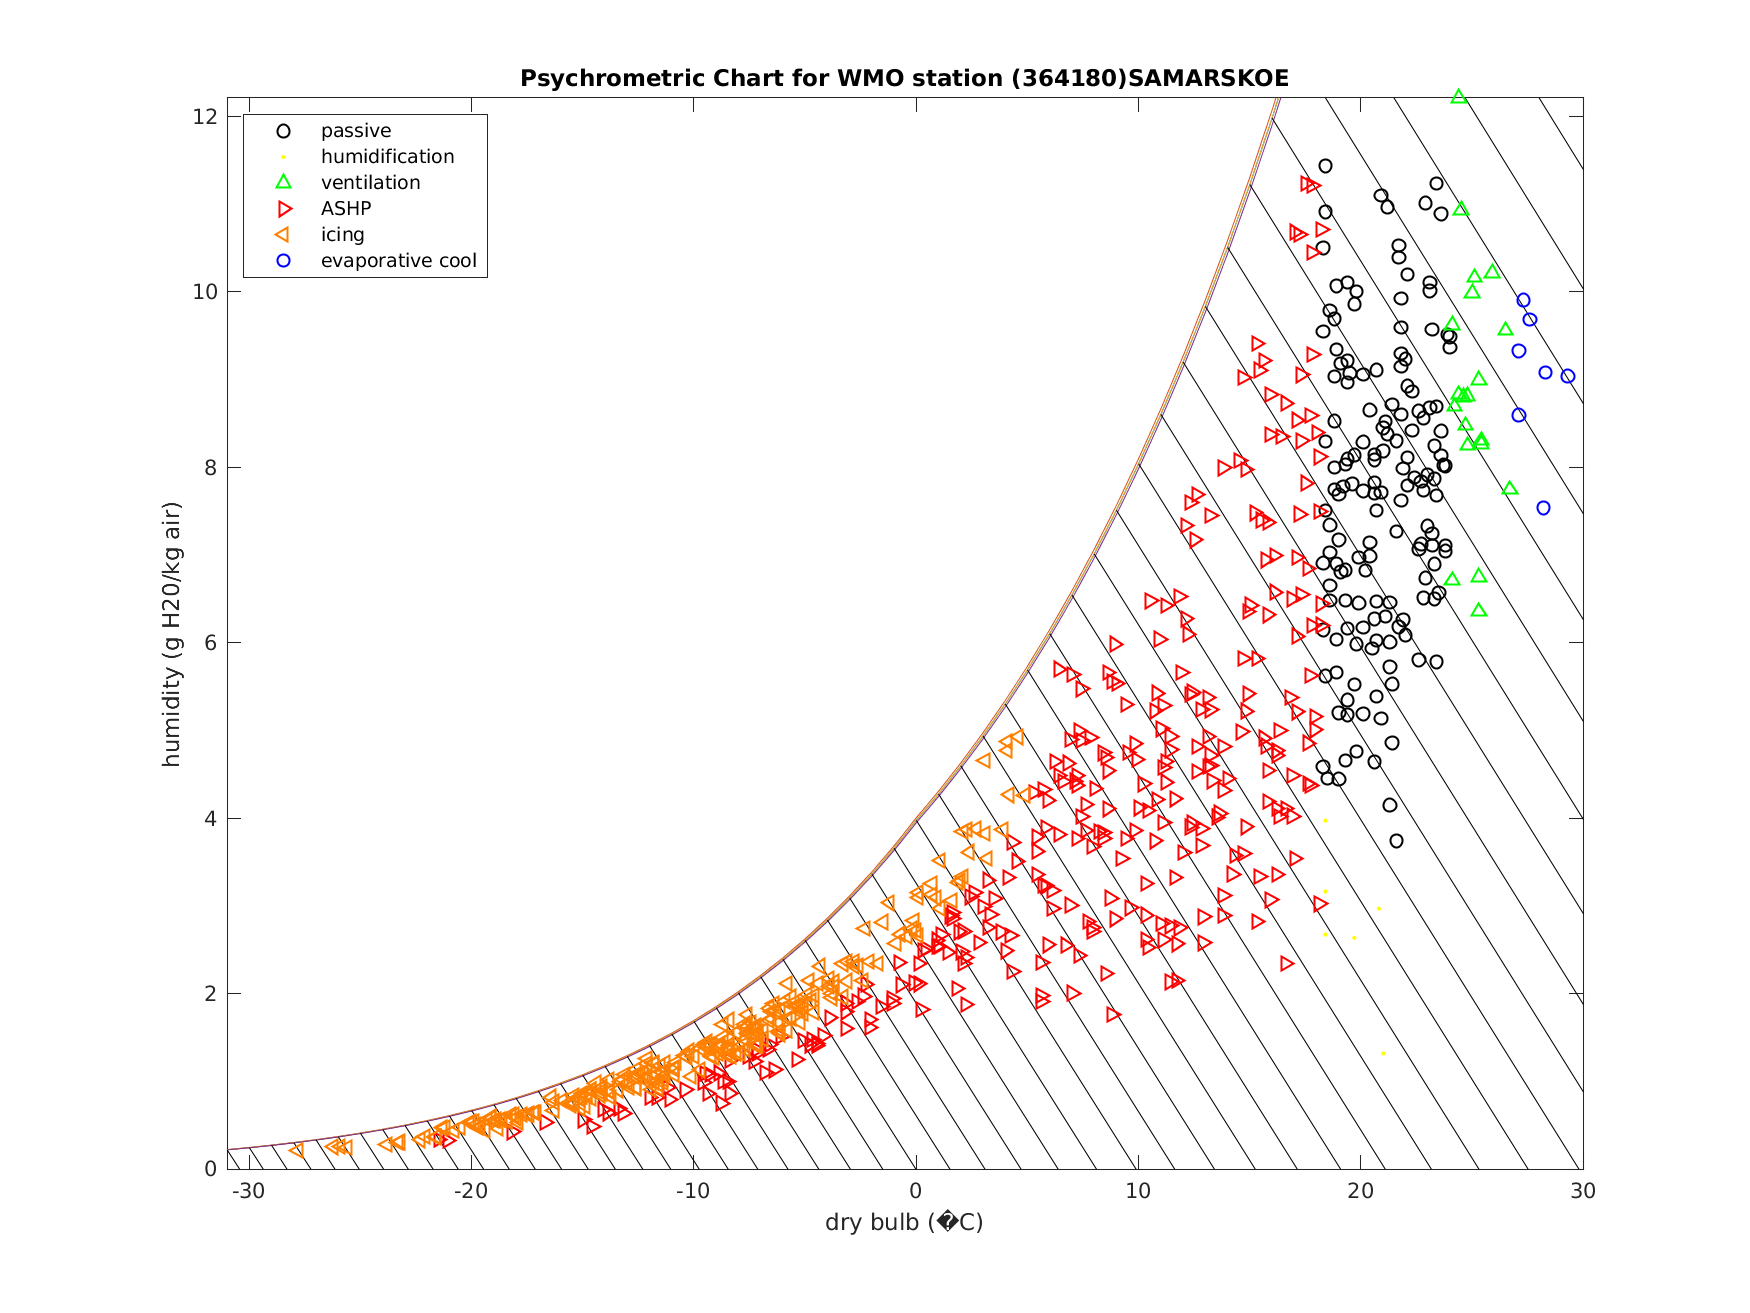 Psychrometric Chart for WMO station (364180)SAMARSKOE
passive
humidification
ventilation
ASHP
icing
evaporative cool
12
10
8
6
4
2
0
humidity (g H20/kg air)
-30 -20 -10 0 10 20 30
dry bulb (�C)